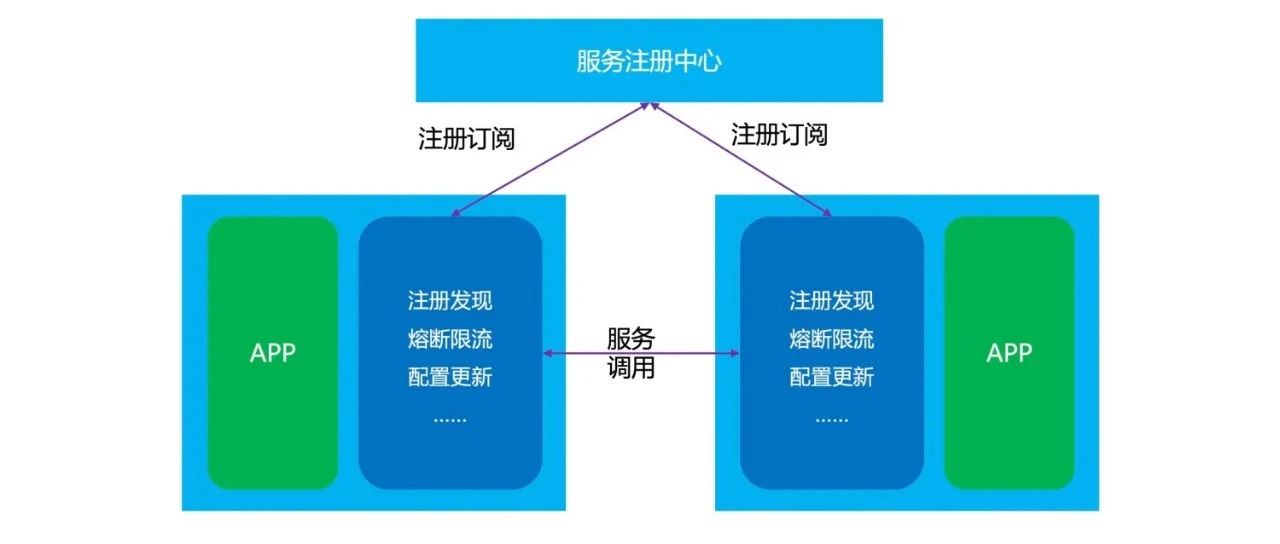 服务注册中心
注册订阅
注册订阅
APP
注册发现
熔断限流
配置更新
......
服务
调用
注册发现
熔断限流
配置更新
......
APP